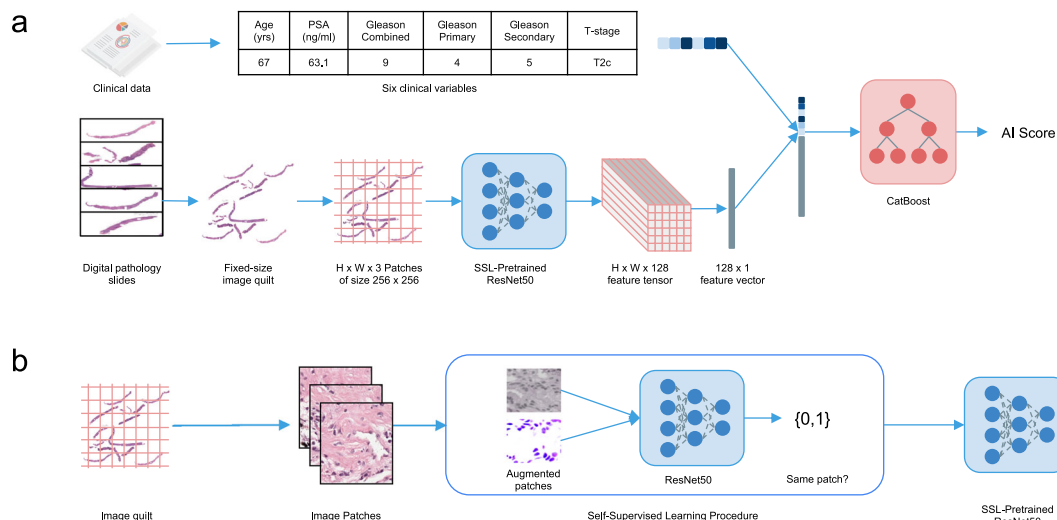 a
Age
(yrs)
PSA
(ng/ml)
Gleason
Combined
Gleason
Primary
Gleason
Secondary
T-stage
67
63.1
9
4
5
T2c
Clinical data
Six clinical variables
AI Score
CatBoost
Digital pathology
slides
Fixed-size
image quilt
H x W x 3 Patches
of size 256 x 256
SSL-Pretrained
ResNet50
H x W x 128
feature tensor
128 x 1
feature vector
b
{0,1}
Augmented
patches
ResNet50
Same patch?
Image quilt
Image Patches
Self-Supervised Learning Procedure
SSL-Pretrained
ResNet50